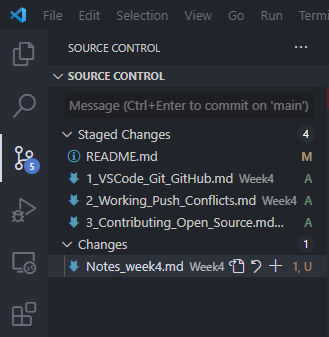 File Edit Selection View Go Run Term
SOURCE CONTROL ...
SOURCE CONTROL
Message (Ctrl+Enter to commit on 'main')
Staged Changes 4
README.md M
1_VSCode_Git_GitHub.md Week4 A
2_Working_Push_Conflicts.md Week4 A
3_Contributing_Open_Source.md... A
Changes 1
Notes_week4.md Week4 1, U
5